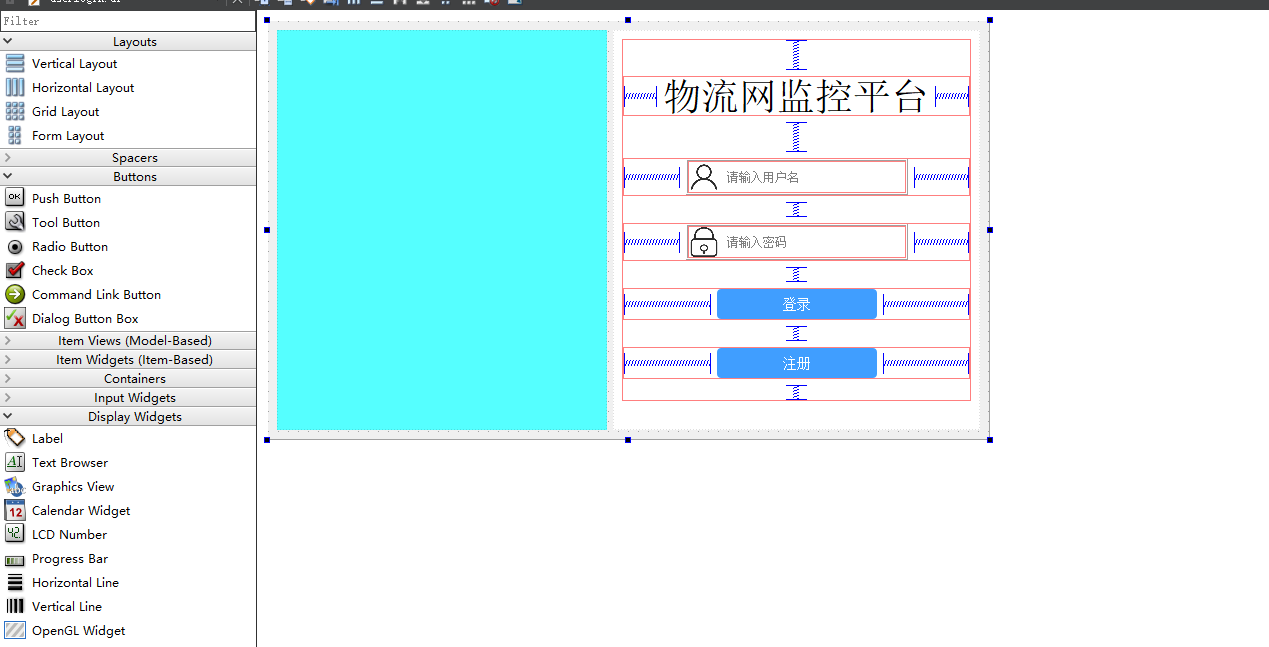 Filter
Layouts
Vertical Layout
Horizontal Layout
Grid Layout
Form Layout
Spacers
Buttons
OK
Push Button
Tool Button
Radio Button
Check Box
Command Link Button
Dialog Button Box
Item Views (Model-Based)
Item Widgets (Item-Based)
Containers
Input Widgets
Display Widgets
Label
AI
Text Browser
Graphics View
12
Calendar Widget
42
LCD Number
Progress Bar
Horizontal Line
Vertical Line
OpenGL Widget
物流网监控平台
请输入用户名
请输入密码
登录
注册